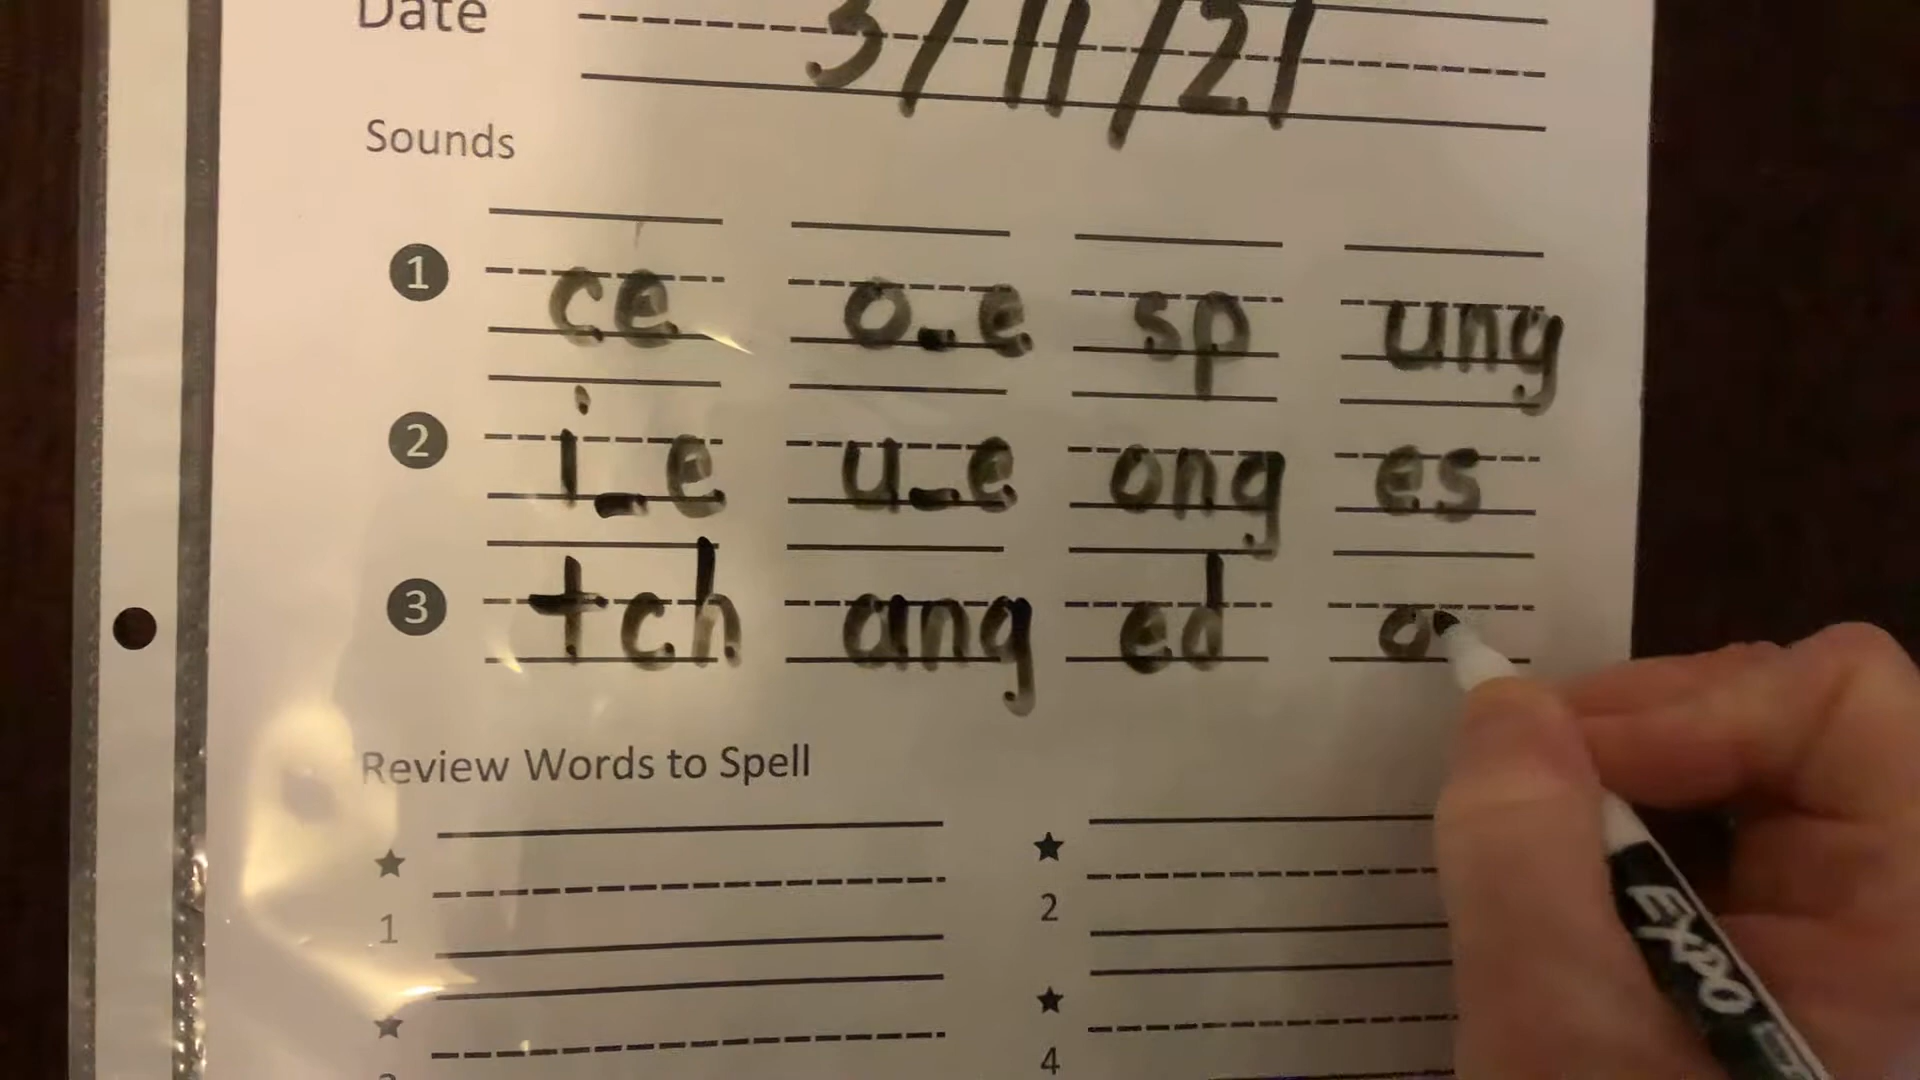 Date 3/11/21
Sounds
1 ce o_e sp ung
2 i_e u_e ong es
3 tch ang ed o
Review Words to Spell
1 2
4
EXPO